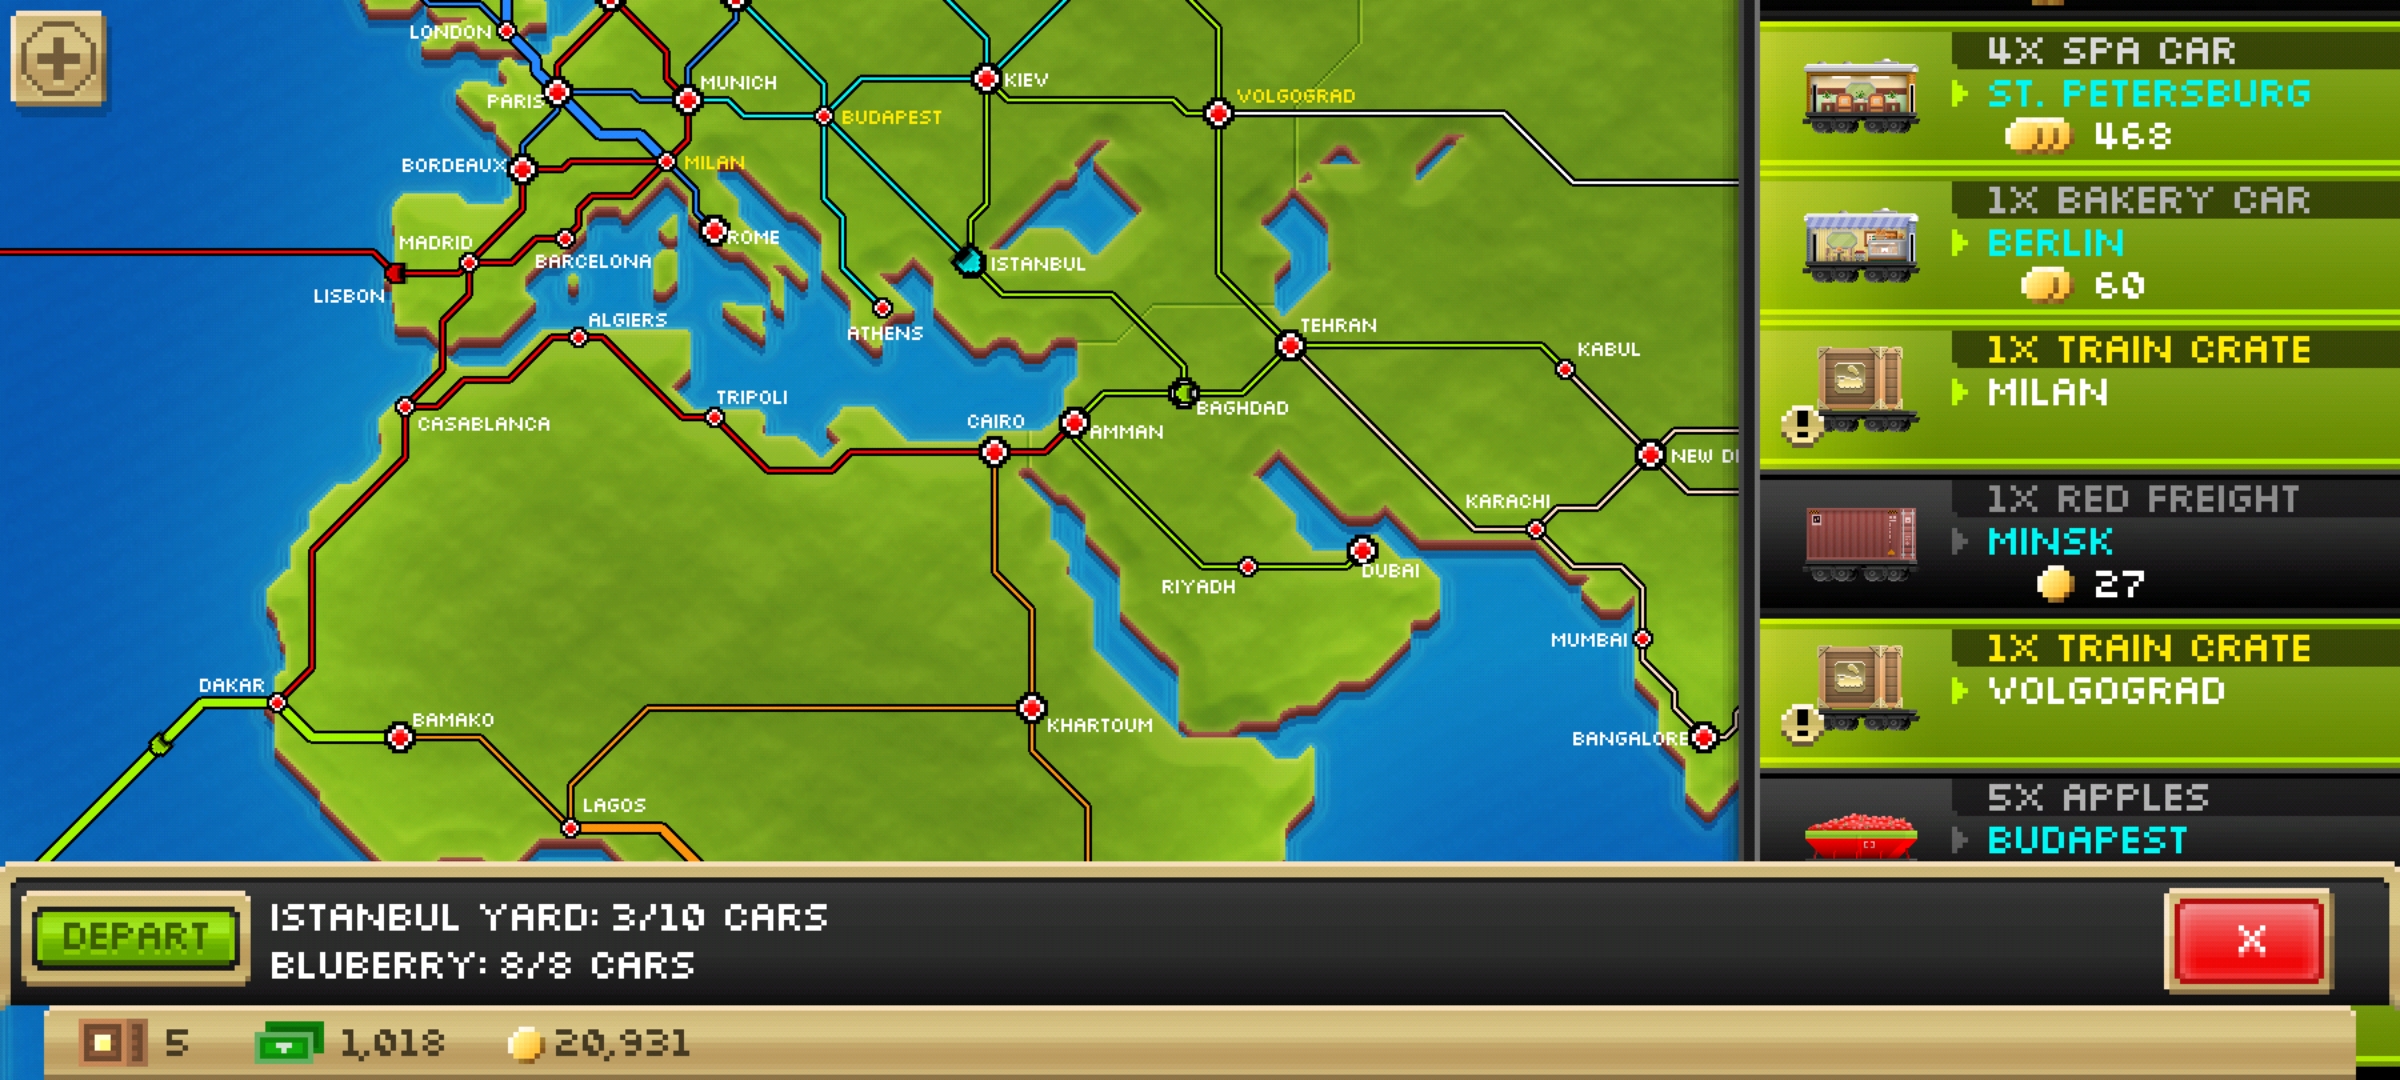 LONDON
PARIS
MUNICH
KIEV
VOLGOGRAD
BUDAPEST
BORDEAUX
MILAN
ROME
MADRID
BARCELONA
ISTANBUL
LISBON
ALGIERS
ATHENS
TEHRAN
KABUL
TRIPOLI
CASABLANCA
CAIRO
AMMAN
BAGHDAD
NEW D
KARACHI
RIYADH
DUBAI
MUMBAI
DAKAR
BAMAKO
KHARTOUM
BANGALORE
LAGOS
4X SPA CAR
ST. PETERSBURG
468
1X BAKERY CAR
BERLIN
60
1X TRAIN CRATE
MILAN
1X RED FREIGHT
MINSK
27
1X TRAIN CRATE
VOLGOGRAD
5X APPLES
BUDAPEST
DEPART
ISTANBUL YARD: 3/10 CARS
BLUBERRY: 8/8 CARS
X
5
1,018
20,931